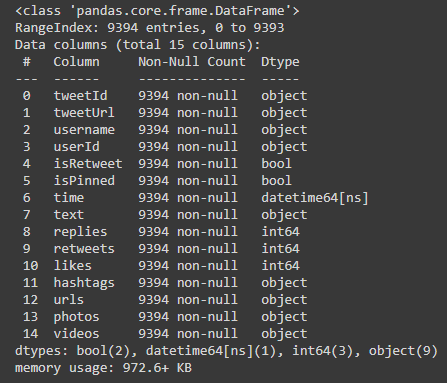 <class 'pandas.core.frame.DataFrame'>
RangeIndex: 9394 entries, 0 to 9393
Data columns (total 15 columns):
 #   Column     Non-Null Count  Dtype
---  ------     --------------  -----
 0   tweetId    9394 non-null   object
 1   tweetUrl   9394 non-null   object
 2   username   9394 non-null   object
 3   userId     9394 non-null   object
 4   isRetweet  9394 non-null   bool
 5   isPinned   9394 non-null   bool
 6   time       9394 non-null   datetime64[ns]
 7   text       9394 non-null   object
 8   replies    9394 non-null   int64
 9   retweets   9394 non-null   int64
 10  likes      9394 non-null   int64
 11  hashtags   9394 non-null   object
 12  urls       9394 non-null   object
 13  photos     9394 non-null   object
 14  videos     9394 non-null   object
dtypes: bool(2), datetime64[ns](1), int64(3), object(9)
memory usage: 972.6+ KB